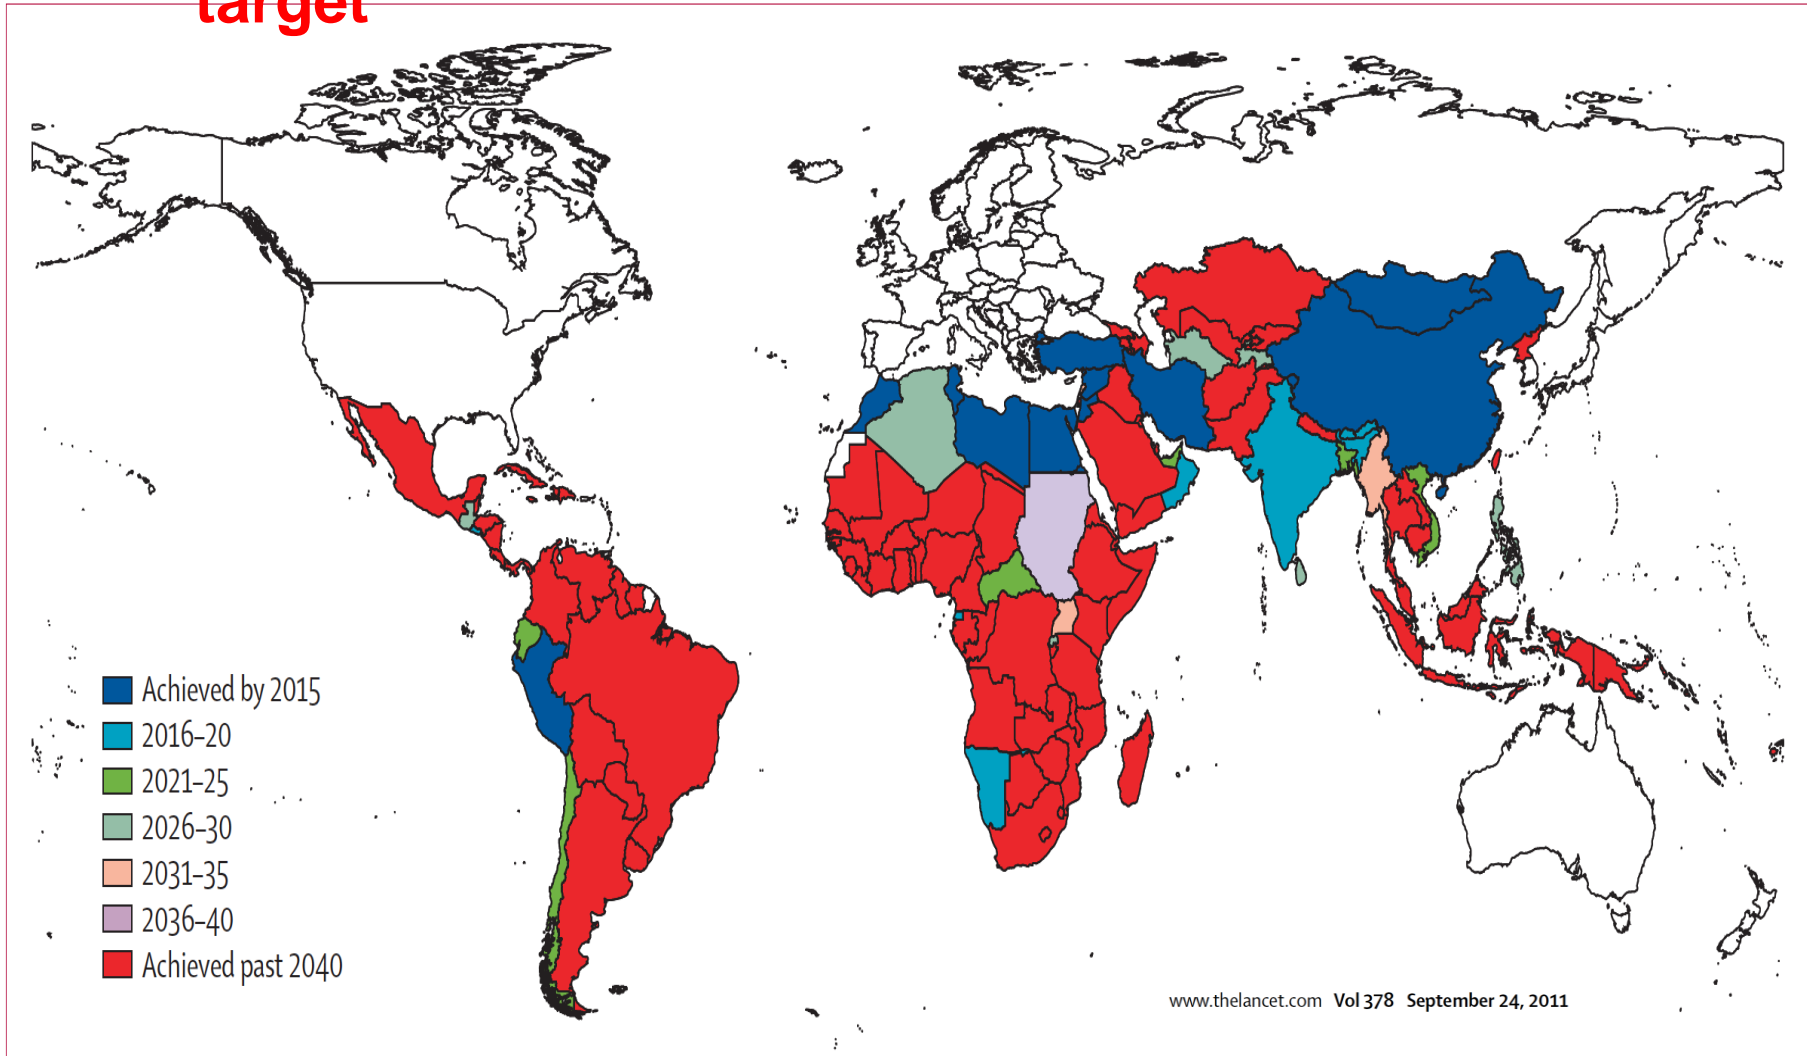 target
Achieved by 2015
2016–20
2021–25
2026–30
2031–35
2036–40
Achieved past 2040
www.thelancet.com Vol 378 September 24, 2011